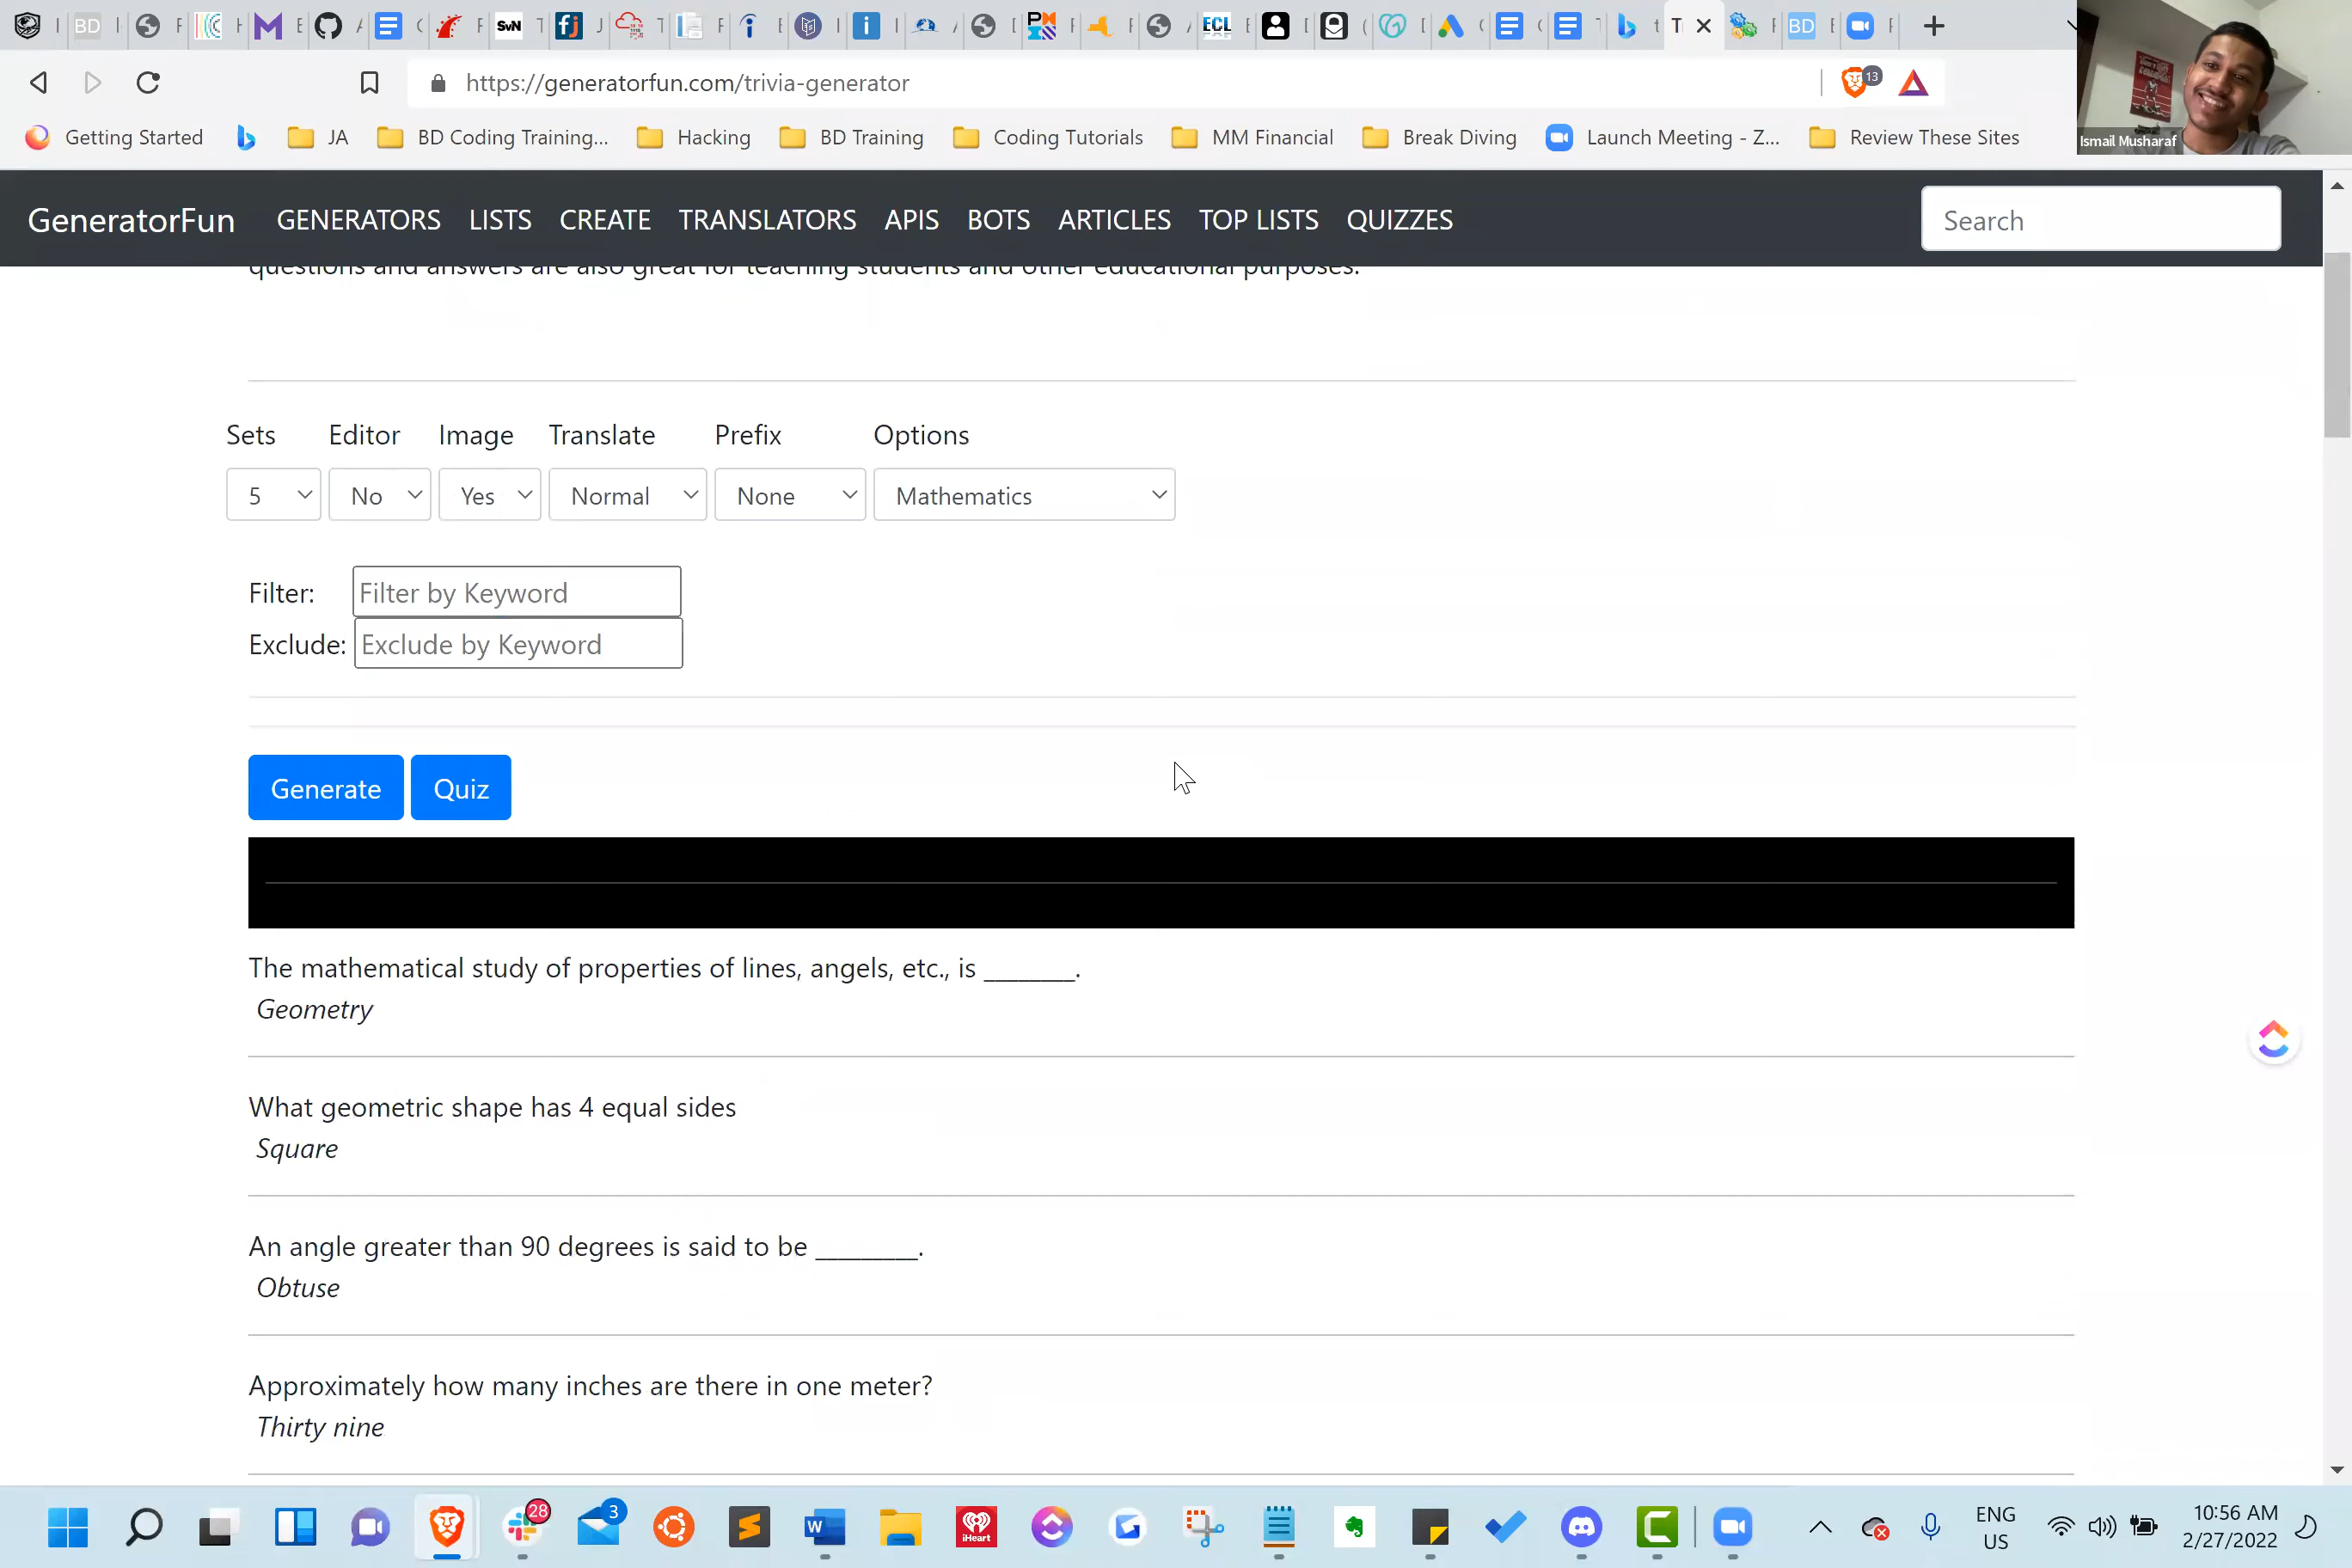 https://generatorfun.com/trivia-generator
13
Getting Started
JA
BD Coding Training...
Hacking
BD Training
Coding Tutorials
MM Financial
Break Diving
Launch Meeting - Z...
Review These Sites
Ismail Musharaf
GeneratorFun GENERATORS LISTS CREATE TRANSLATORS APIS BOTS ARTICLES TOP LISTS QUIZZES Search
questions and answers are also great for teaching students and other educational purposes.
Sets Editor Image Translate Prefix Options
5 No Yes Normal None Mathematics
Filter: Filter by Keyword
Exclude: Exclude by Keyword
Generate Quiz
The mathematical study of properties of lines, angels, etc., is ________.
Geometry
What geometric shape has 4 equal sides
Square
An angle greater than 90 degrees is said to be _________.
Obtuse
Approximately how many inches are there in one meter?
Thirty nine
28
3
iHeart
ENG
US
10:56 AM
2/27/2022